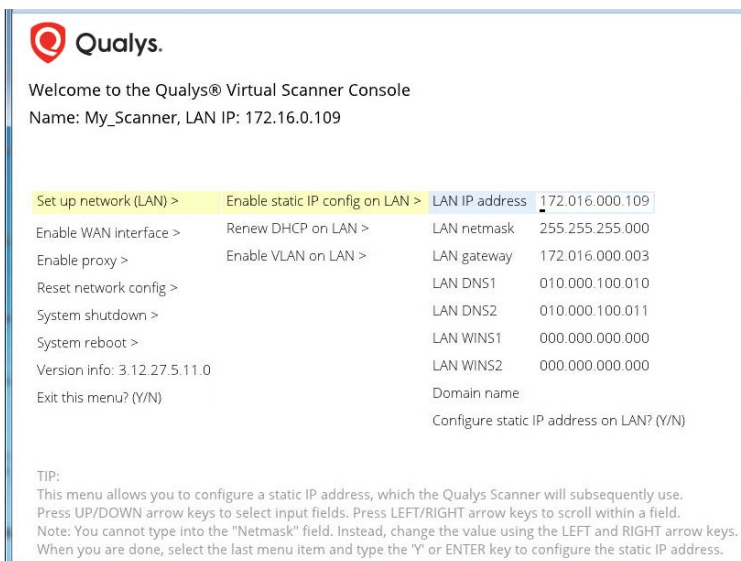 Qualys.
Welcome to the Qualys® Virtual Scanner Console
Name: My_Scanner, LAN IP: 172.16.0.109
Set up network (LAN) > Enable static IP config on LAN > LAN IP address 172.016.000.109
Enable WAN interface > Renew DHCP on LAN > LAN netmask 255.255.255.000
Enable proxy > Enable VLAN on LAN > LAN gateway 172.016.000.003
Reset network config > LAN DNS1 010.000.100.010
System shutdown > LAN DNS2 010.000.100.011
System reboot > LAN WINS1 000.000.000.000
Version info: 3.12.27.5.11.0 LAN WINS2 000.000.000.000
Exit this menu? (Y/N) Domain name
Configure static IP address on LAN? (Y/N)
TIP:
This menu allows you to configure a static IP address, which the Qualys Scanner will subsequently use.
Press UP/DOWN arrow keys to select input fields. Press LEFT/RIGHT arrow keys to scroll within a field.
Note: You cannot type into the "Netmask" field. Instead, change the value using the LEFT and RIGHT arrow keys.
When you are done, select the last menu item and type the 'Y' or ENTER key to configure the static IP address.